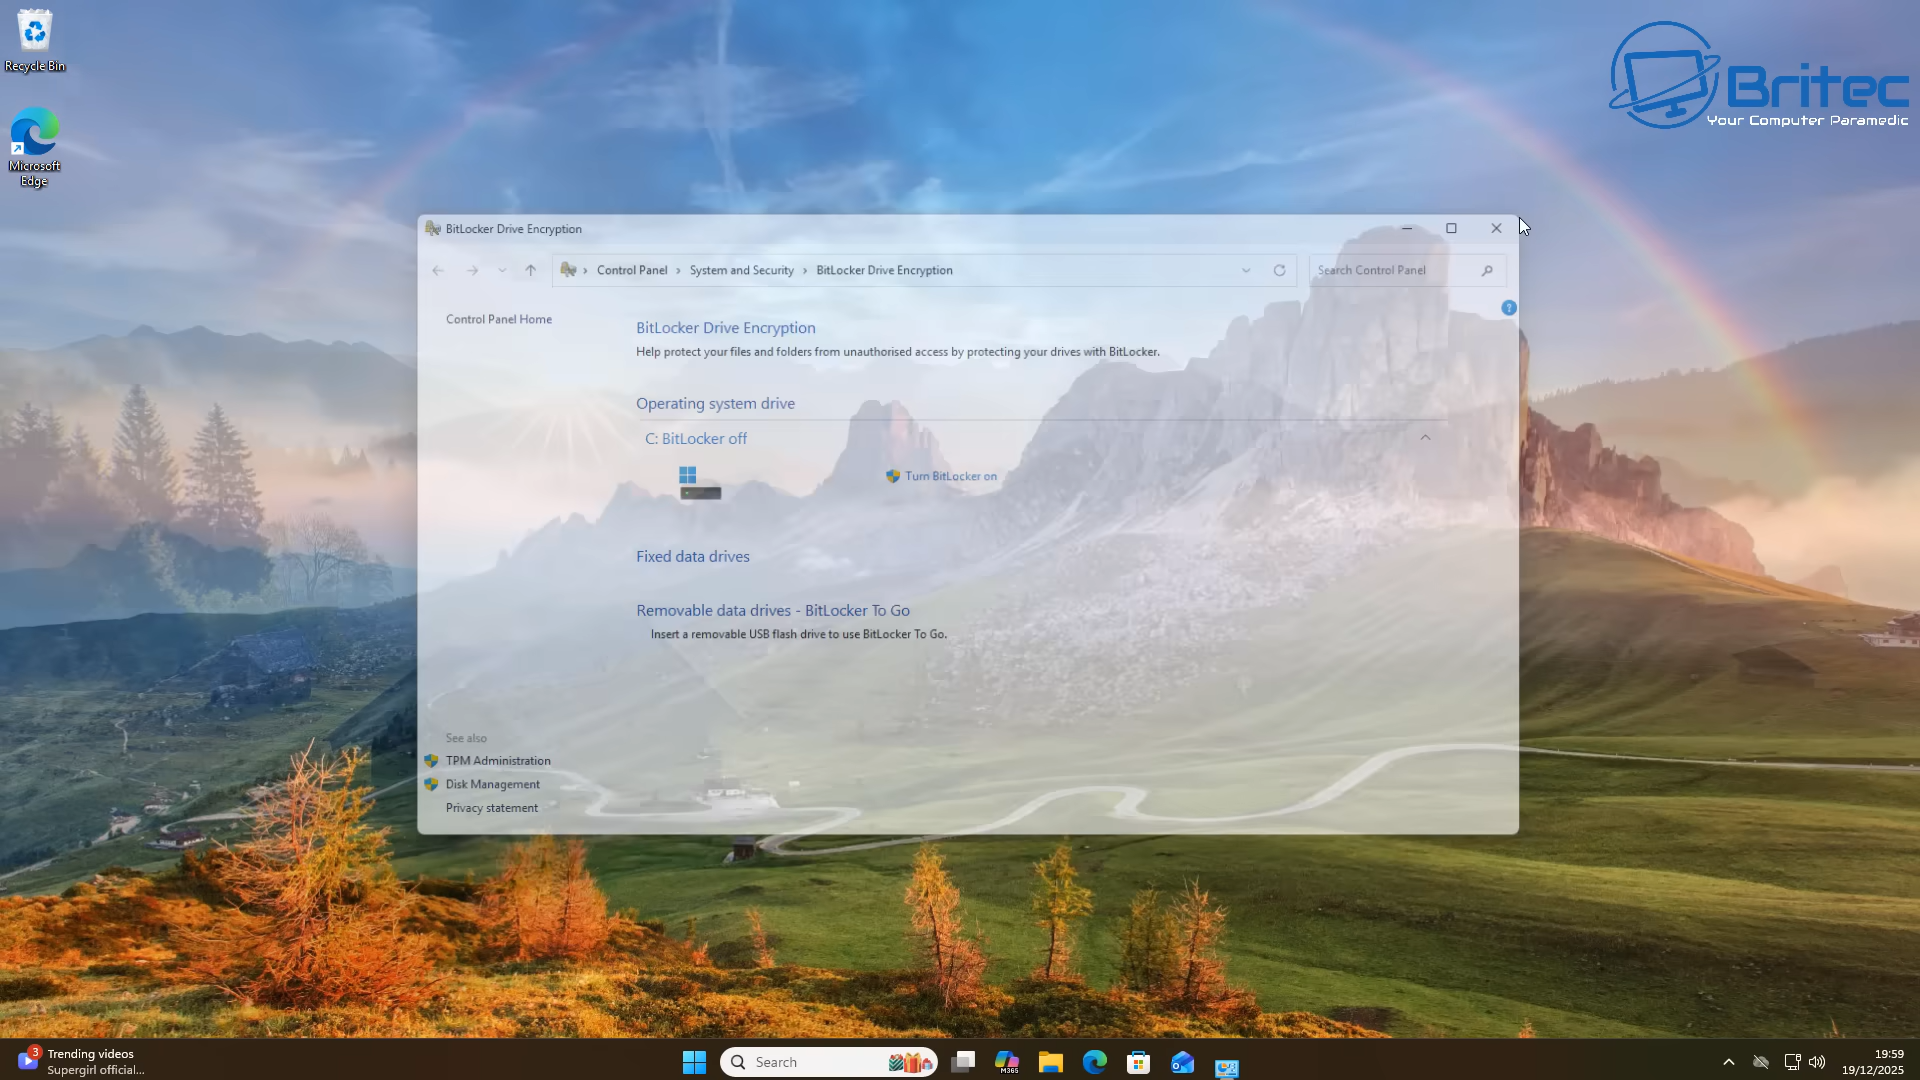 Recycle Bin
Microsoft
Edge
Britec
Your Computer Paramedic
BitLocker Drive Encryption
Control Panel
System and Security
BitLocker Drive Encryption
Search Control Panel
?
Control Panel Home
BitLocker Drive Encryption
Help protect your files and folders from unauthorised access by protecting your drives with BitLocker.
Operating system drive
C: BitLocker off
Turn BitLocker on
Fixed data drives
Removable data drives - BitLocker To Go
Insert a removable USB flash drive to use BitLocker To Go.
See also
TPM Administration
Disk Management
Privacy statement
3
Trending videos
Supergirl official...
Search
M365
19:59
19/12/2025